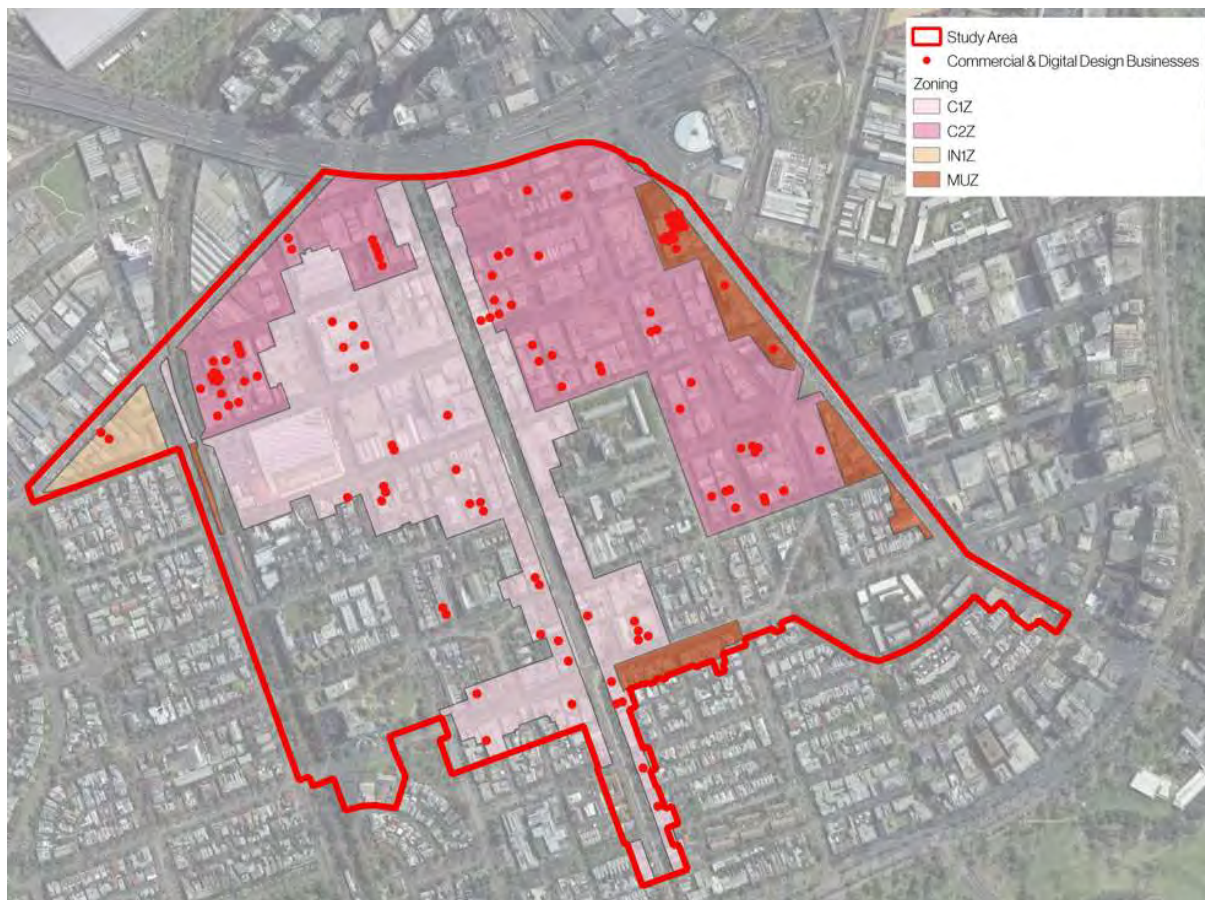 Study Area
Commercial & Digital Design Businesses
Zoning
C1Z
C2Z
IN1Z
MUZ